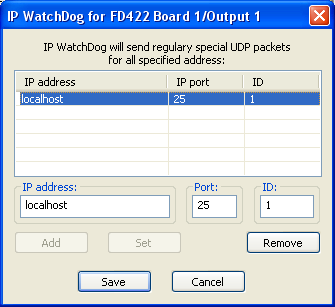 IP WatchDog for FD422 Board 1/Output 1
IP WatchDog will send regulary special UDP packets
for all specified address:
IP address IP port ID
localhost 25 1
IP address: Port: ID:
localhost 25 1
Add Set Remove
Save Cancel